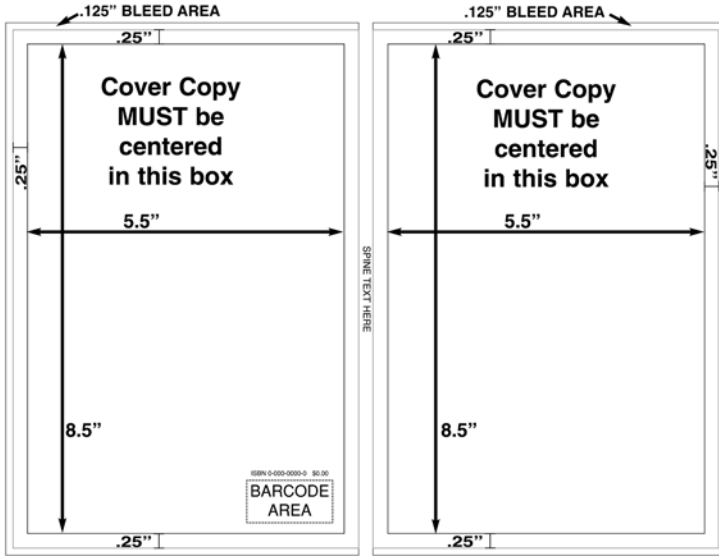 .125” BLEED AREA
.25”
Cover Copy
MUST be
centered
in this box
.25”
5.5”
8.5”
ISBN 0-000-0000-0 $0.00
BARCODE
AREA
.25”
SPINE TEXT HERE
.125” BLEED AREA
.25”
Cover Copy
MUST be
centered
in this box
.25”
5.5”
8.5”
.25”